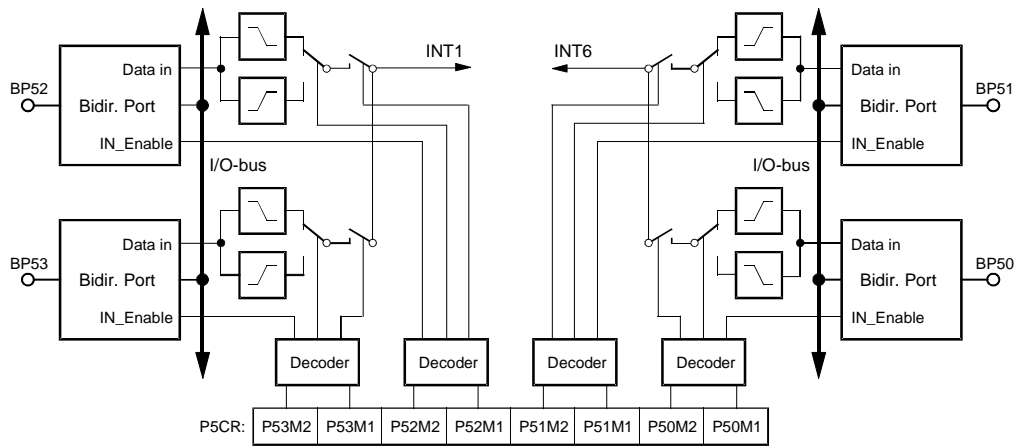 INT1 INT6
Data in Data in
BP52 BP51
Bidir. Port Bidir. Port
IN_Enable IN_Enable
I/O-bus I/O-bus
Data in Data in
BP53 BP50
Bidir. Port Bidir. Port
IN_Enable IN_Enable
Decoder Decoder Decoder Decoder
P5CR: P53M2 P53M1 P52M2 P52M1 P51M2 P51M1 P50M2 P50M1